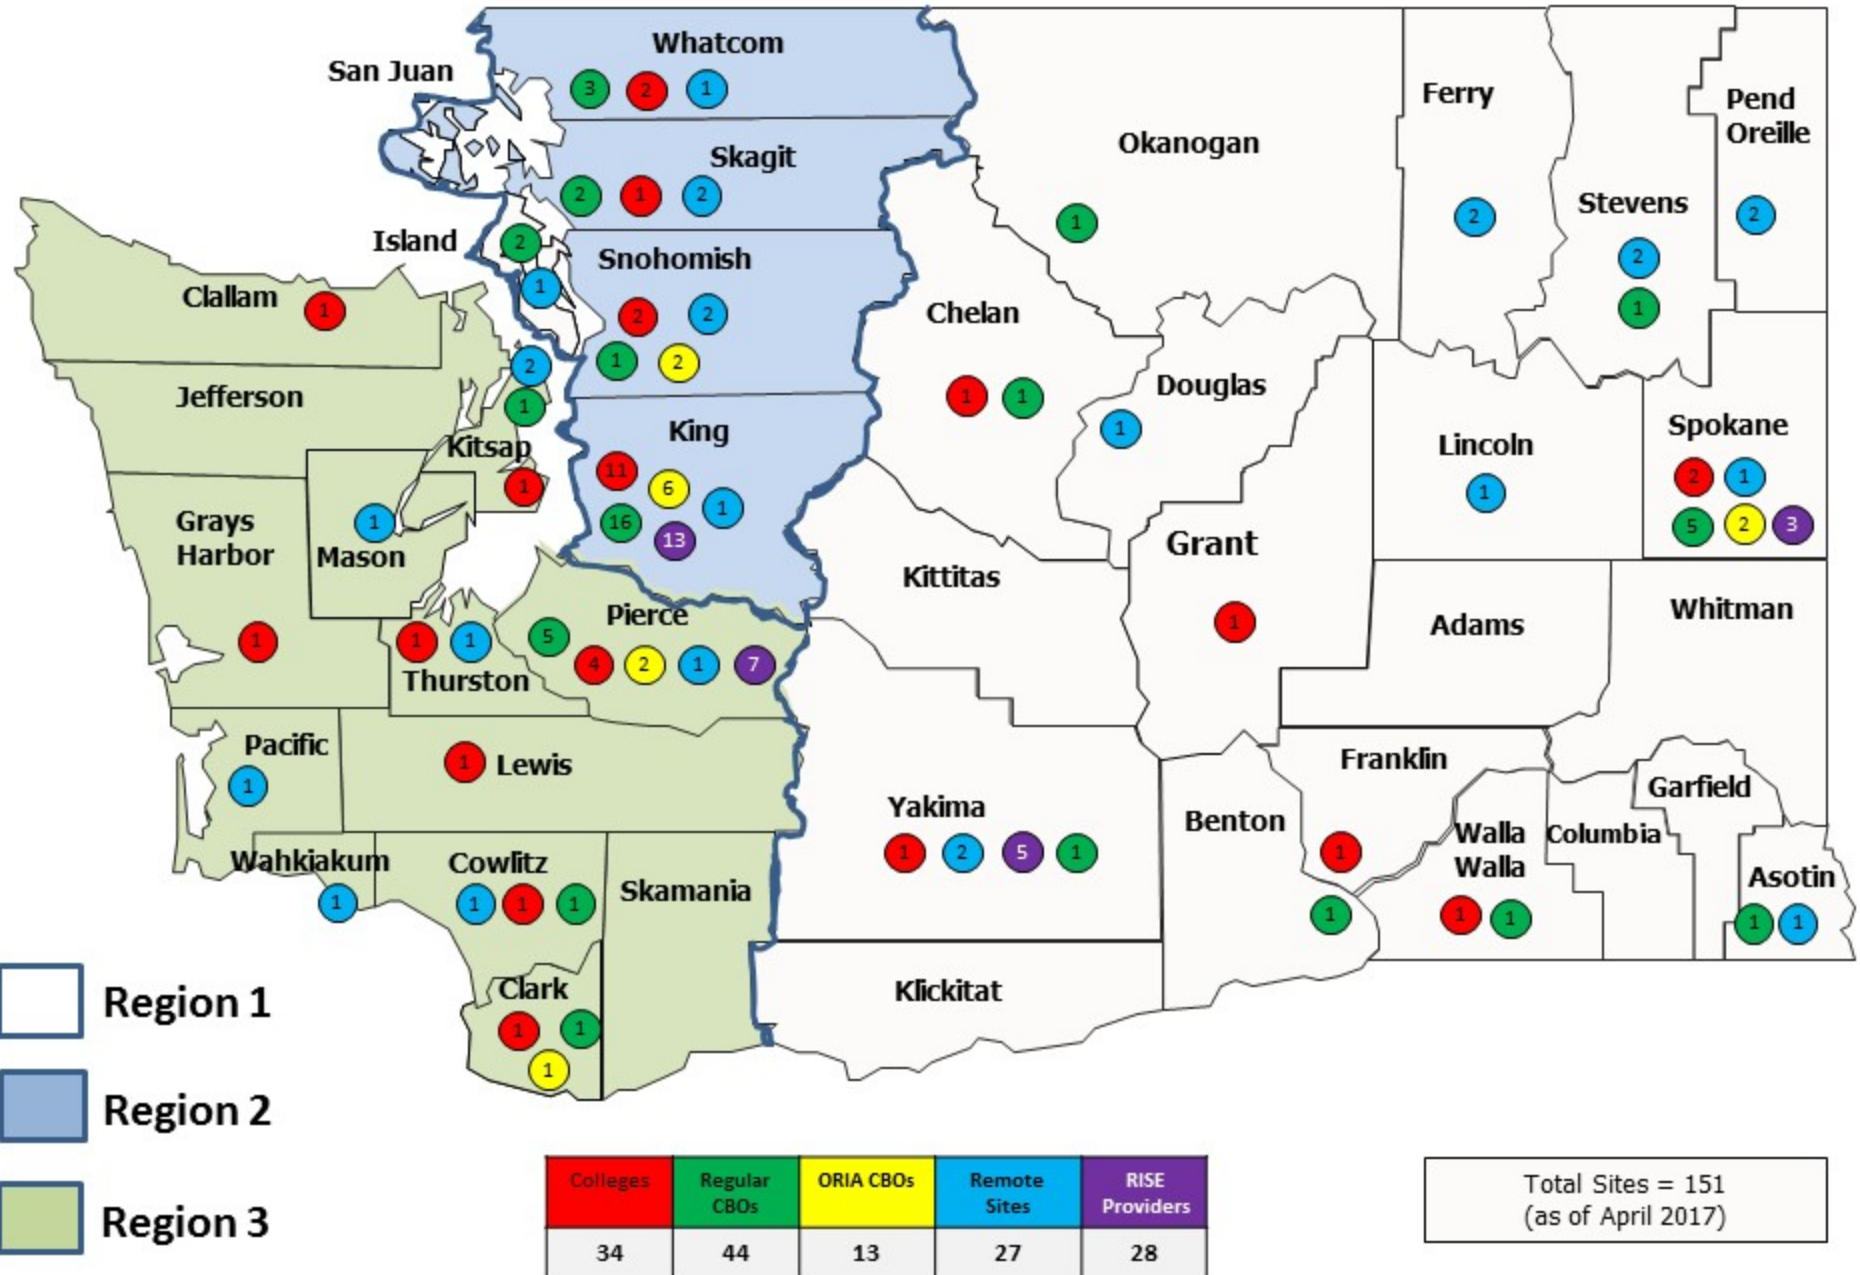 Whatcom
3 2 1
San Juan
Skagit
2 1 2
Island
2
1
Snohomish
2 2
1 2
King
11 6 1
16 13
Clallam
1
Jefferson
2
1
Kitsap
1
Grays
Harbor
1
1
Mason
1 1
Thurston
Pierce
5
4 2 1 7
Pacific
1
1 Lewis
Wahkiakum
1
Cowlitz
1 1 1
Skamania
Clark
1 1
1
Okanogan
1
Ferry
2
Stevens
2
1
Pend
Oreille
2
Chelan
1 1
Douglas
1
Lincoln
1
Spokane
2 1
5 2 3
Kittitas
Grant
1
Adams
Whitman
Yakima
1 2 5 1
Klickitat
Benton
1
Franklin
1
Walla
Walla
1 1
Columbia
Garfield
Asotin
1 1
Region 1
Region 2
Region 3
Colleges Regular CBOs ORIA CBOs Remote Sites RISE Providers
34 44 13 27 28
Total Sites = 151
(as of April 2017)